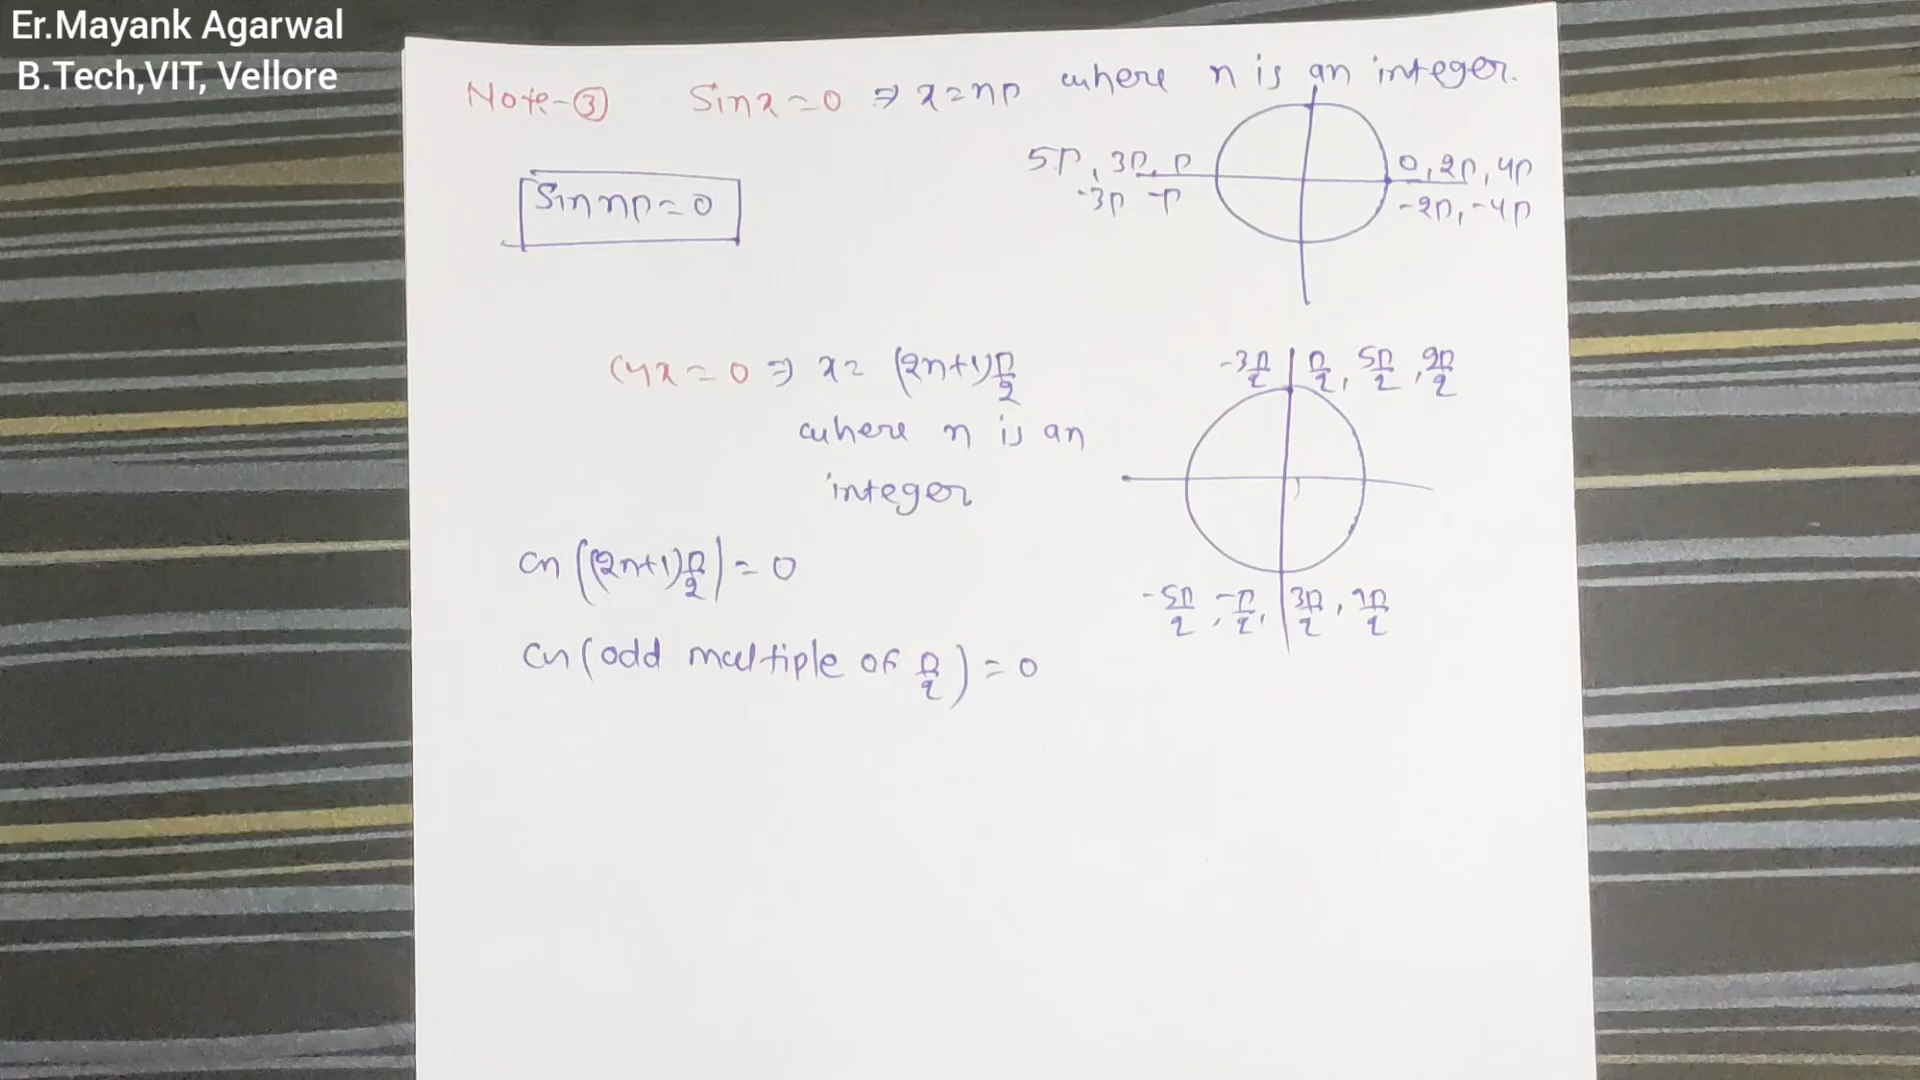 Er.Mayank Agarwal
B.Tech,VIT, Vellore
Note-③ Sinx=0 ⇒ x=nπ where n is an integer.
5π, 3π, π
-3π -π
0, 2π, 4π
-2π, -4π
Sin nπ = 0
Cosx = 0 ⇒ x= (2n+1)π/2
where n is an
integer
-3π/2 π/2, 5π/2, 9π/2
cos((2n+1)π/2) = 0
-5π/2, -π/2, 3π/2, 7π/2
cos(odd multiple of π/2) = 0